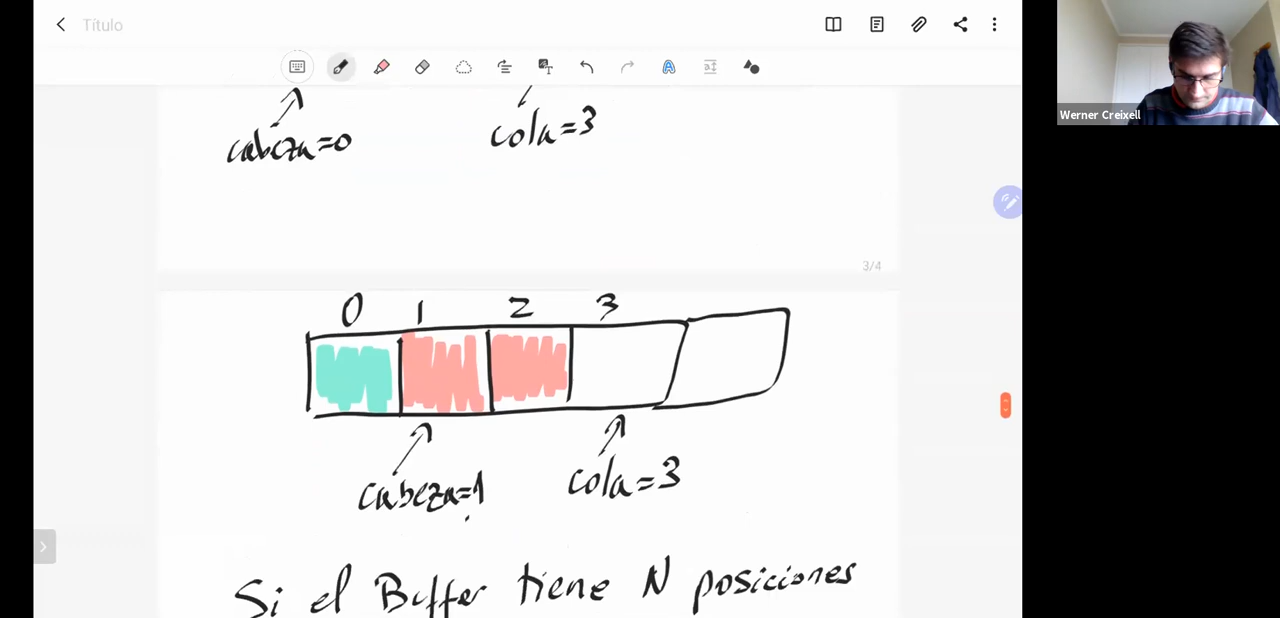 Título
Werner Creixell
cabeza=0
cola=3
3/4
0 1 2 3
cabeza=1
cola=3
Si el Buffer tiene N posiciones